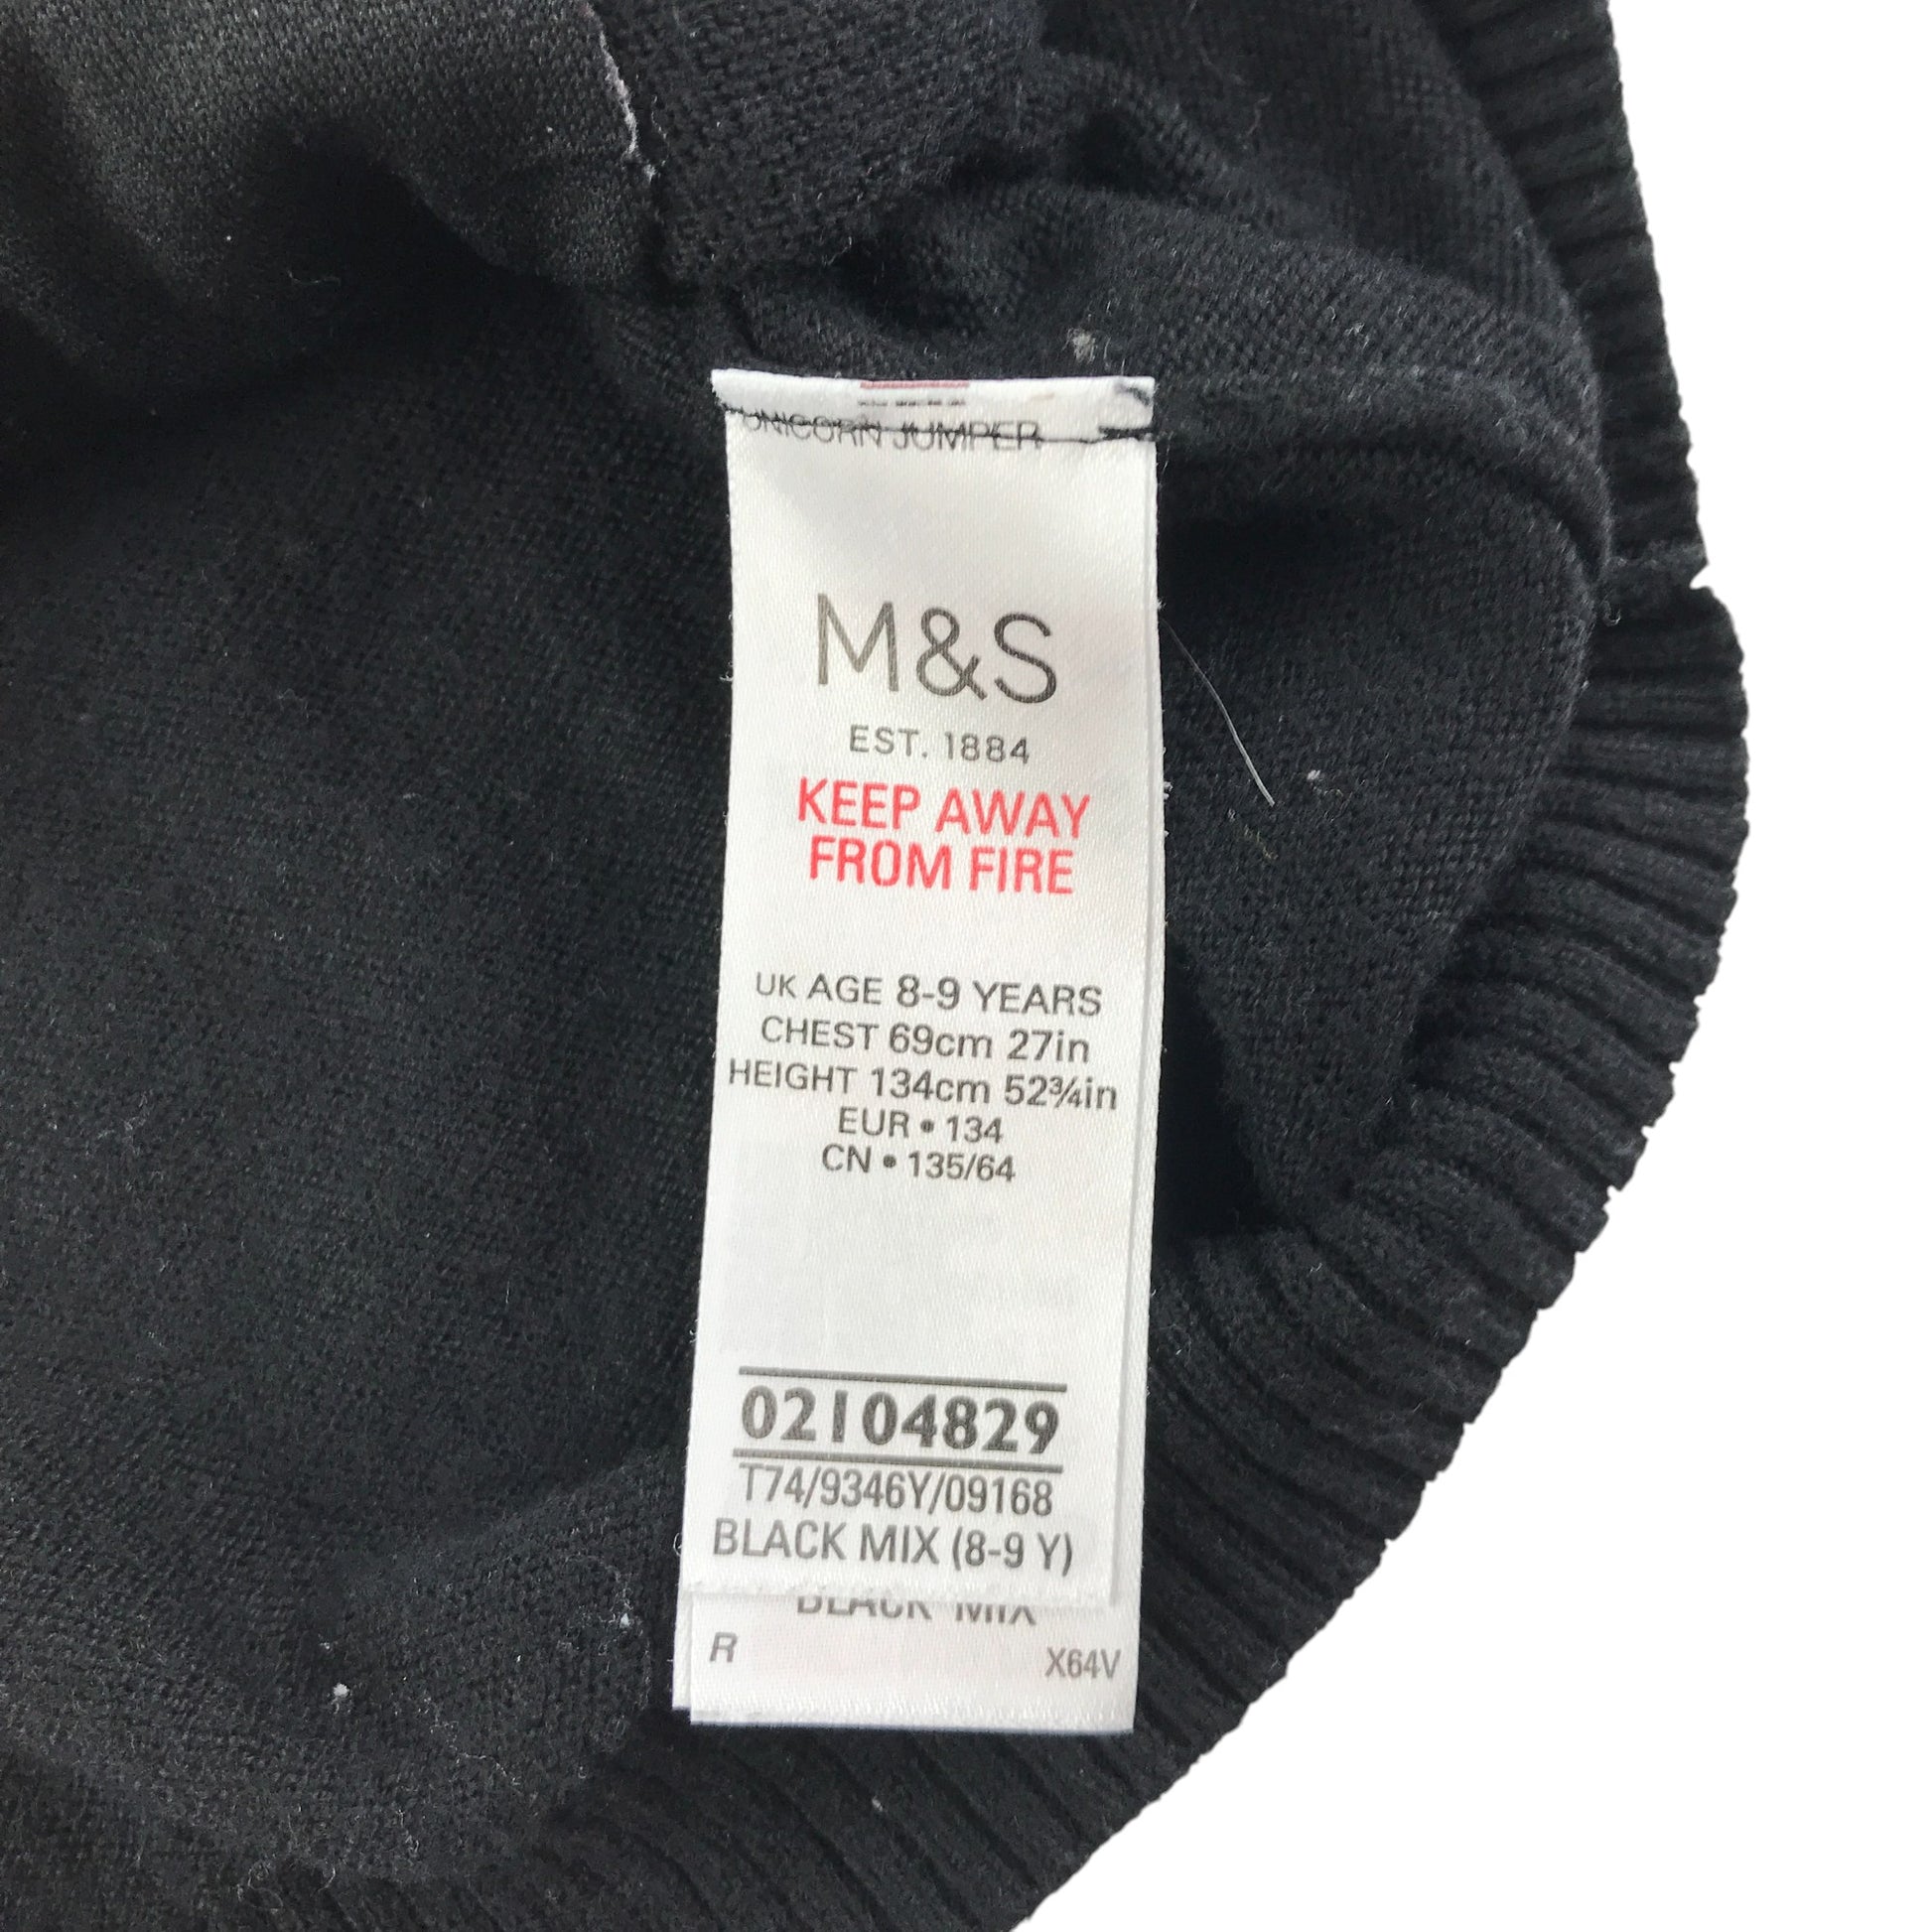 UNICORN JUMPER
M&S
EST. 1884
KEEP AWAY
FROM FIRE
UK AGE 8-9 YEARS
CHEST 69cm 27in
HEIGHT 134cm 52¾in
EUR • 134
CN • 135/64
02104829
T74/9346Y/09168
BLACK MIX (8-9 Y)
BLACK MIX
R X64V